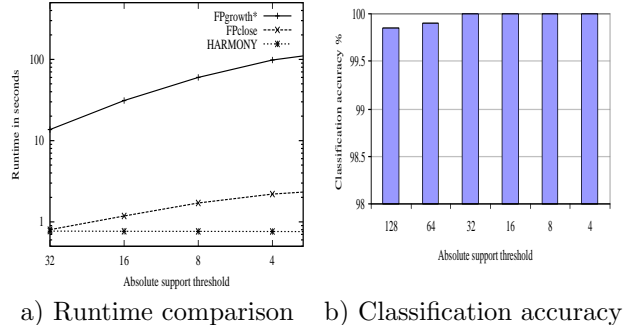 FPgrowth*
FPclose
HARMONY
Runtime in seconds
100
10
1
32 16 8 4
Absolute support threshold
Classification accuracy %
100
99.5
99
98.5
98
128 64 32 16 8 4
Absolute support threshold
a) Runtime comparison b) Classification accuracy